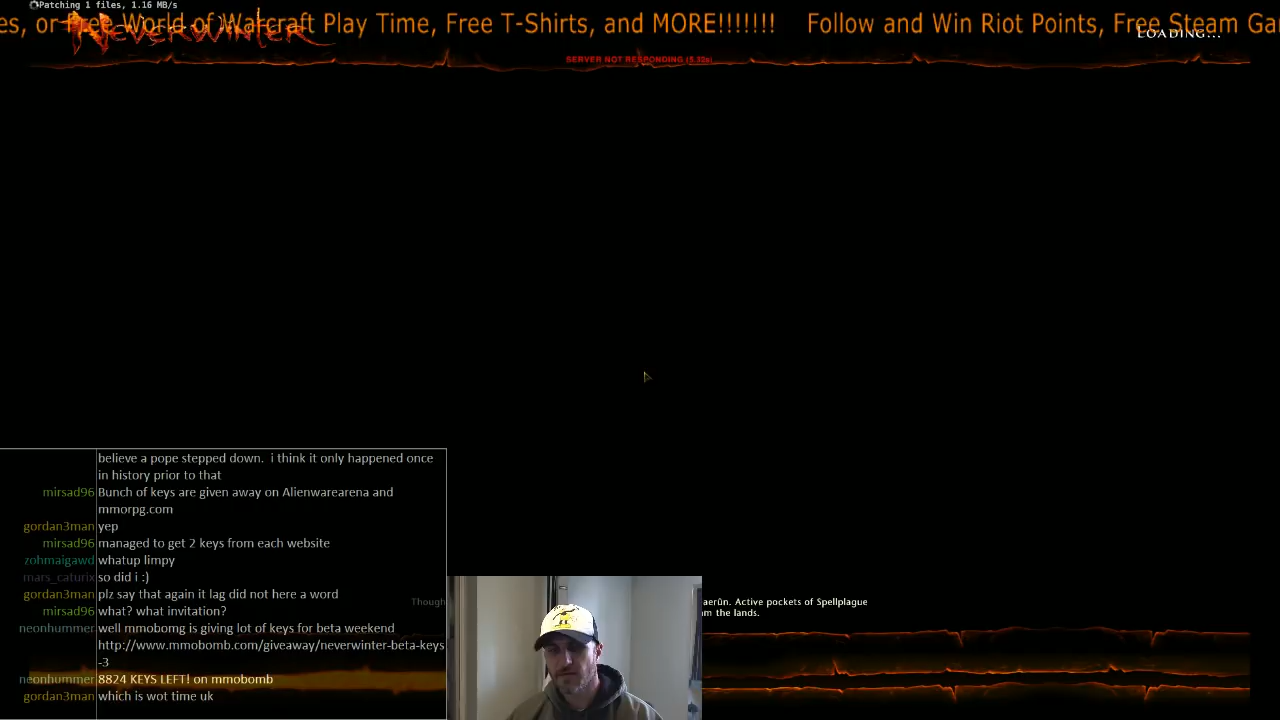 Patching 1 files, 1.16 MB/s
es, or Free World of Warcraft Play Time, Free T-Shirts, and MORE!!!!!!! Follow and Win Riot Points, Free Steam Ga
NEVERWINTER
LOADING...
SERVER NOT RESPONDING (5.32s)
believe a pope stepped down. i think it only happened once
in history prior to that
mirsad96 Bunch of keys are given away on Alienwarearena and
mmorpg.com
gordan3man yep
mirsad96 managed to get 2 keys from each website
zohmaigawd whatup limpy
mars_caturix so did i :)
gordan3man plz say that again it lag did not here a word
mirsad96 what? what invitation?
neonhummer well mmobomg is giving lot of keys for beta weekend
http://www.mmobomb.com/giveaway/neverwinter-beta-keys
-3
neonhummer 8824 KEYS LEFT! on mmobomb
gordan3man which is wot time uk
Though
aerûn. Active pockets of Spellplague
am the lands.